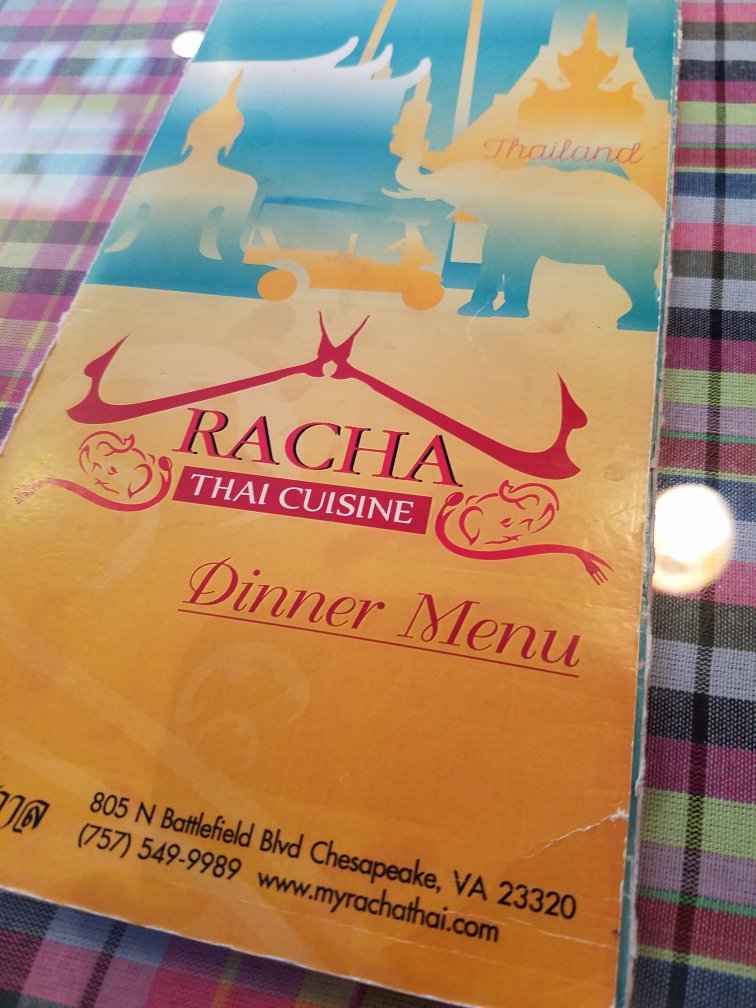 Thailand
RACHA
THAI CUISINE
Dinner Menu
805 N Battlefield Blvd Chesapeake, VA 23320
(757) 549-9989 www.myrachathai.com